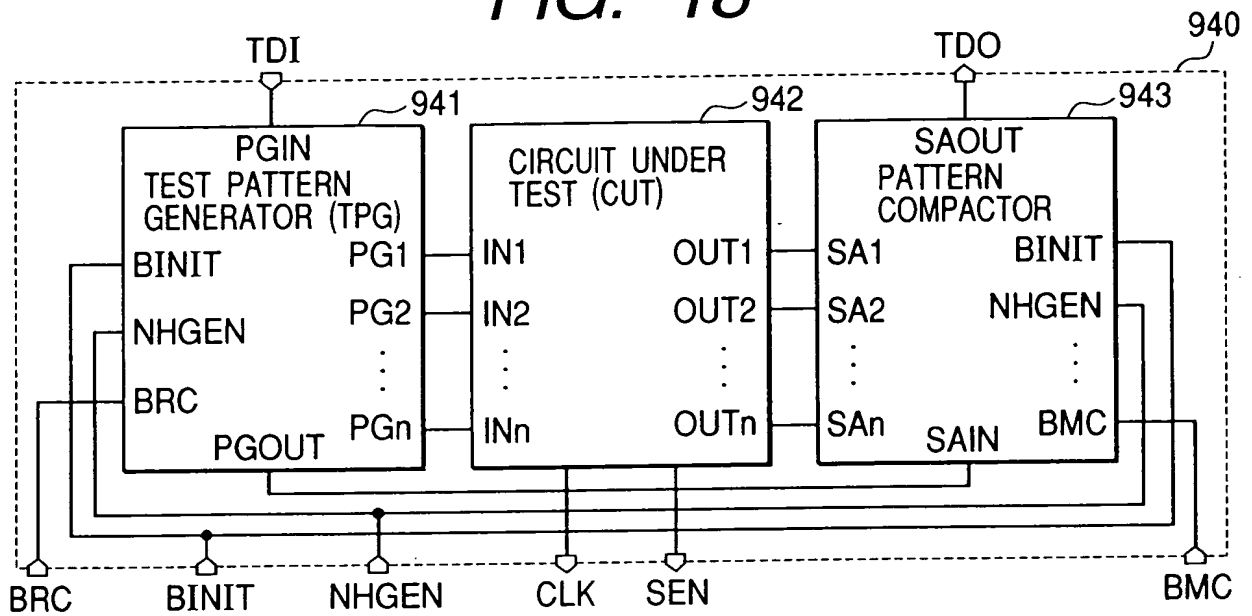 FIG. 18
940
TDI
TDO
941
942
943
PGIN
TEST PATTERN
GENERATOR (TPG)
BINIT
NHGEN
BRC
PG1
PG2
PGn
PGOUT
CIRCUIT UNDER
TEST (CUT)
IN1
IN2
INn
OUT1
OUT2
OUTn
SAOUT
PATTERN
COMPACTOR
SA1
SA2
SAn
BINIT
NHGEN
BMC
SAIN
BRC
BINIT
NHGEN
CLK
SEN
BMC